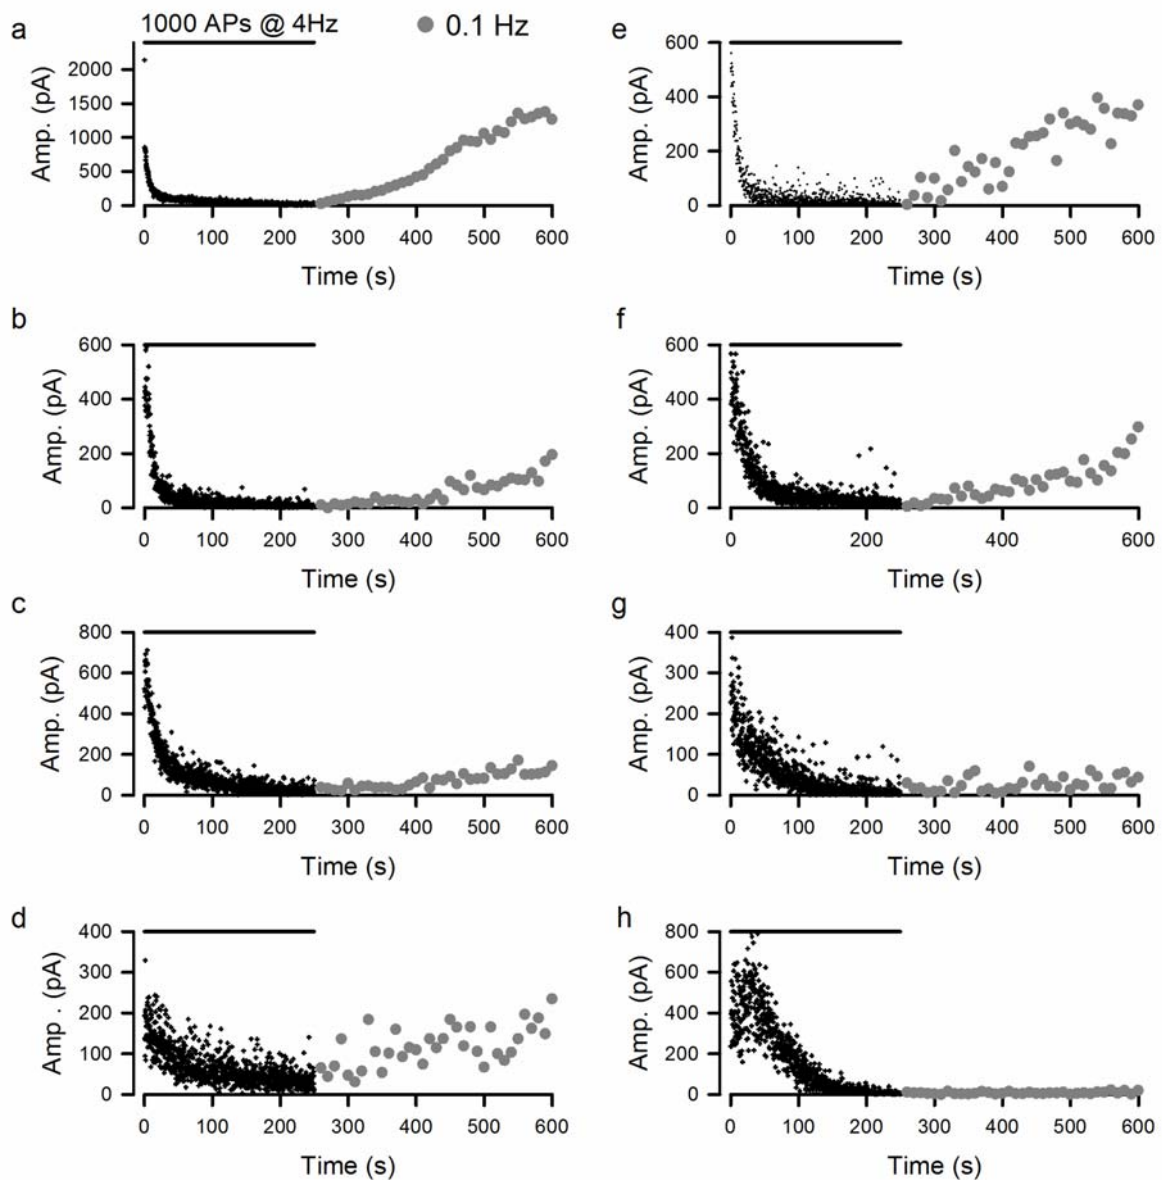 a
1000 APs @ 4Hz
0.1 Hz
Amp. (pA)
2000
1500
1000
500
0
0 100 200 300 400 500 600
Time (s)
b
Amp. (pA)
600
400
200
0
0 100 200 300 400 500 600
Time (s)
c
Amp. (pA)
800
600
400
200
0
0 100 200 300 400 500 600
Time (s)
d
Amp . (pA)
400
300
200
100
0
0 100 200 300 400 500 600
Time (s)
e
Amp. (pA)
600
400
200
0
0 100 200 300 400 500 600
Time (s)
f
Amp. (pA)
600
400
200
0
0 200 400 600
Time (s)
g
Amp. (pA)
400
300
200
100
0
0 100 200 300 400 500 600
Time (s)
h
Amp. (pA)
800
600
400
200
0
0 100 200 300 400 500 600
Time (s)